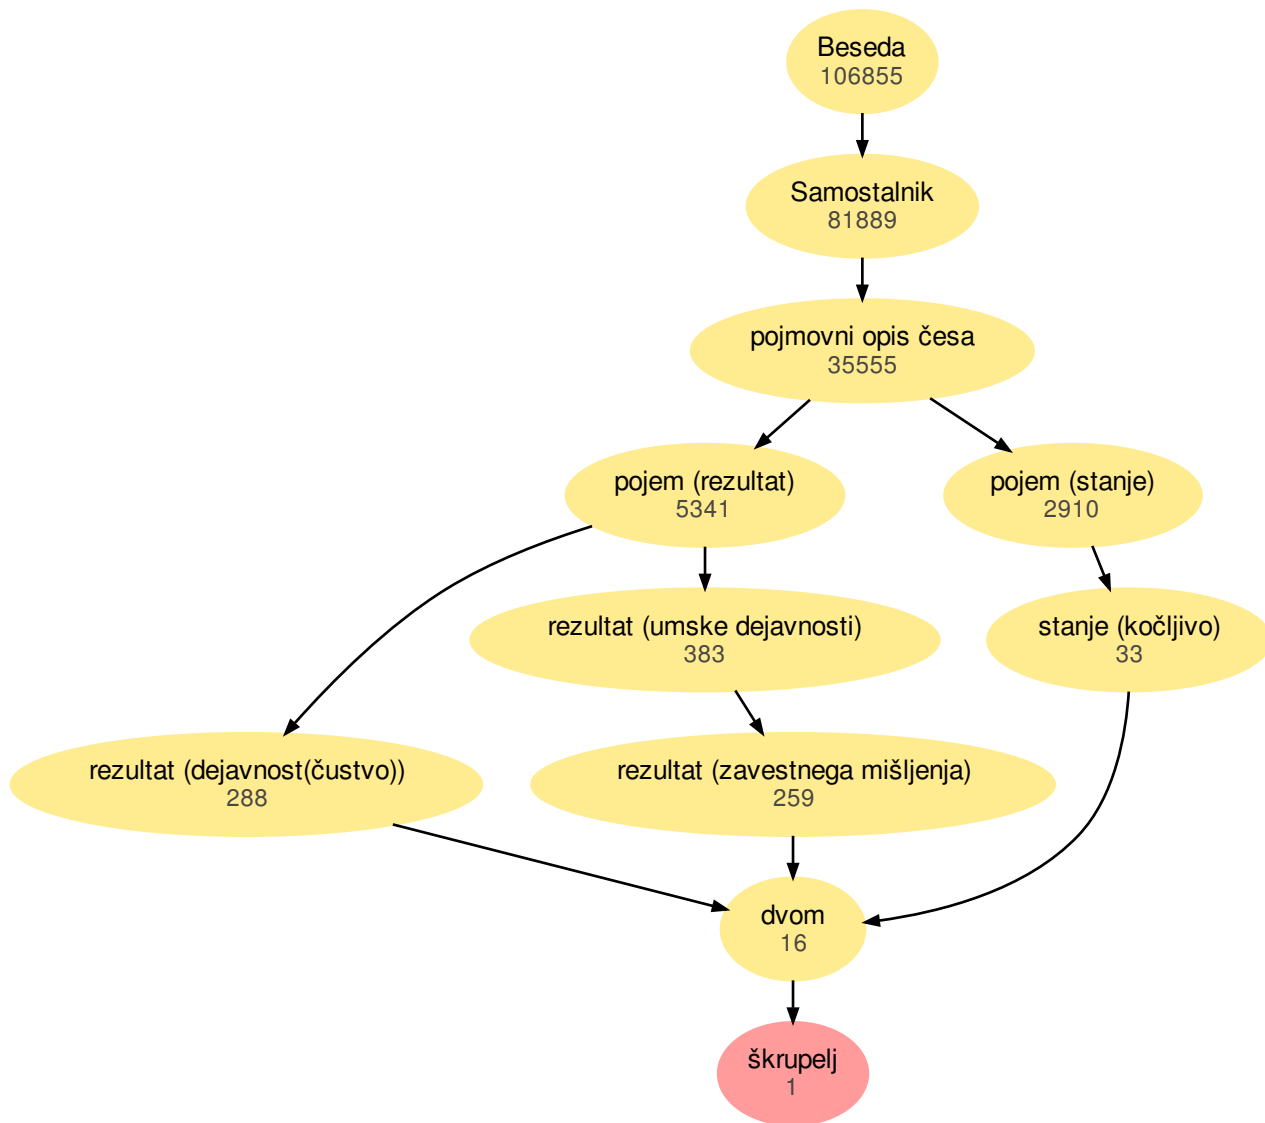 Beseda
106855
Samostalnik
81889
pojmovni opis česa
35555
pojem (rezultat)
5341
pojem (stanje)
2910
rezultat (umske dejavnosti)
383
stanje (kočljivo)
33
rezultat (dejavnost(čustvo))
288
rezultat (zavestnega mišljenja)
259
dvom
16
škrupelj
1